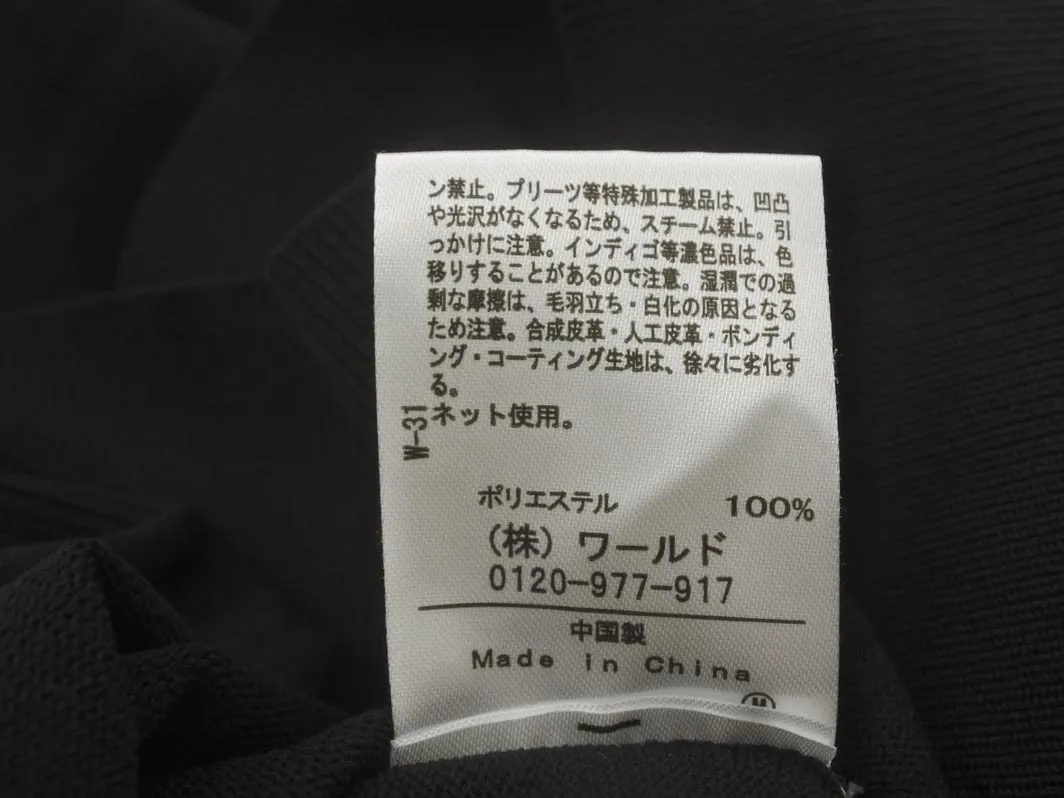 ン禁止。プリーツ等特殊加工製品は、凹凸
や光沢がなくなるため、スチーム禁止。引
っかけに注意。インディゴ等濃色品は、色
移りすることがあるので注意。湿潤での過
剰な摩擦は、毛羽立ち・白化の原因となる
ため注意。合成皮革・人工皮革・ボンディ
ング・コーティング生地は、徐々に劣化す
る。
ネット使用。
W-31
ポリエステル 100%
(株) ワールド
0120-977-917
中国製
Made in China
M